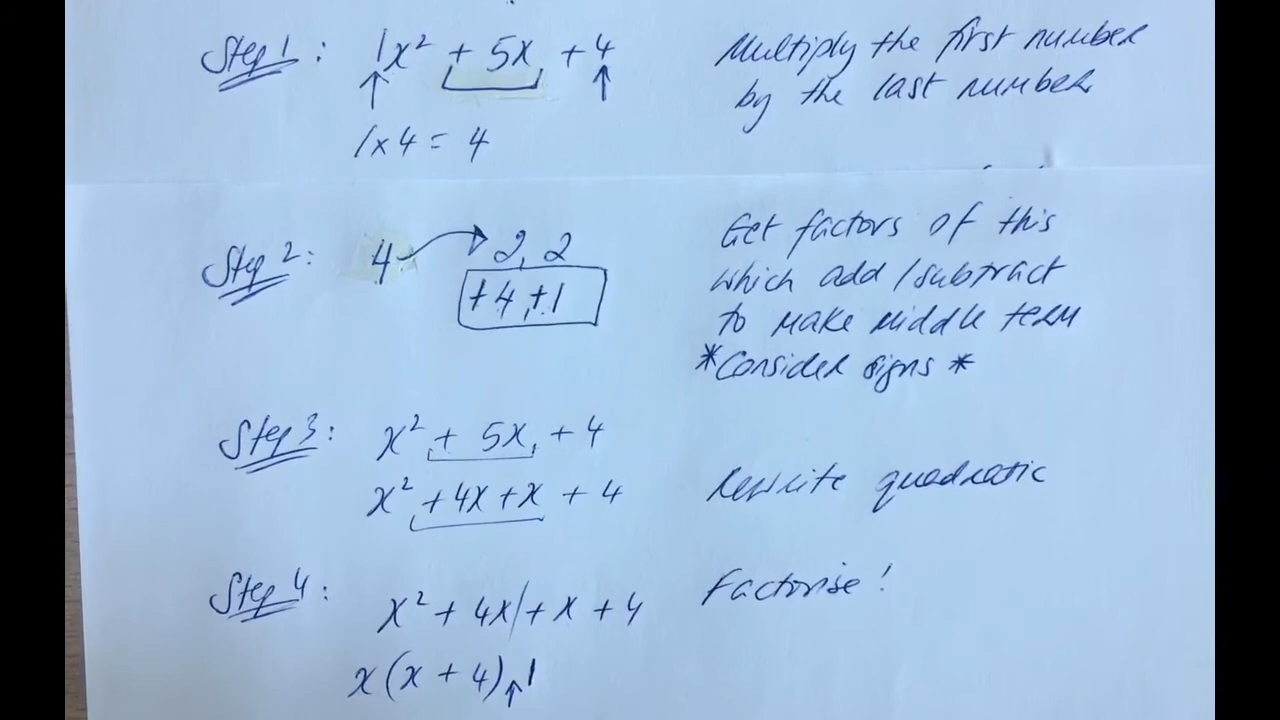 Step 1: 1x² + 5x + 4
Multiply the first number
by the last number
1 x 4 = 4
Step 2: 4 2, 2
+4, +1
Get factors of this
which add / subtract
to make middle term
*Consider signs *
Step 3: x² + 5x + 4
x² + 4x + x + 4
Rewrite quadratic
Step 4: x² + 4x / + x + 4
Factorise!
x(x + 4) 1